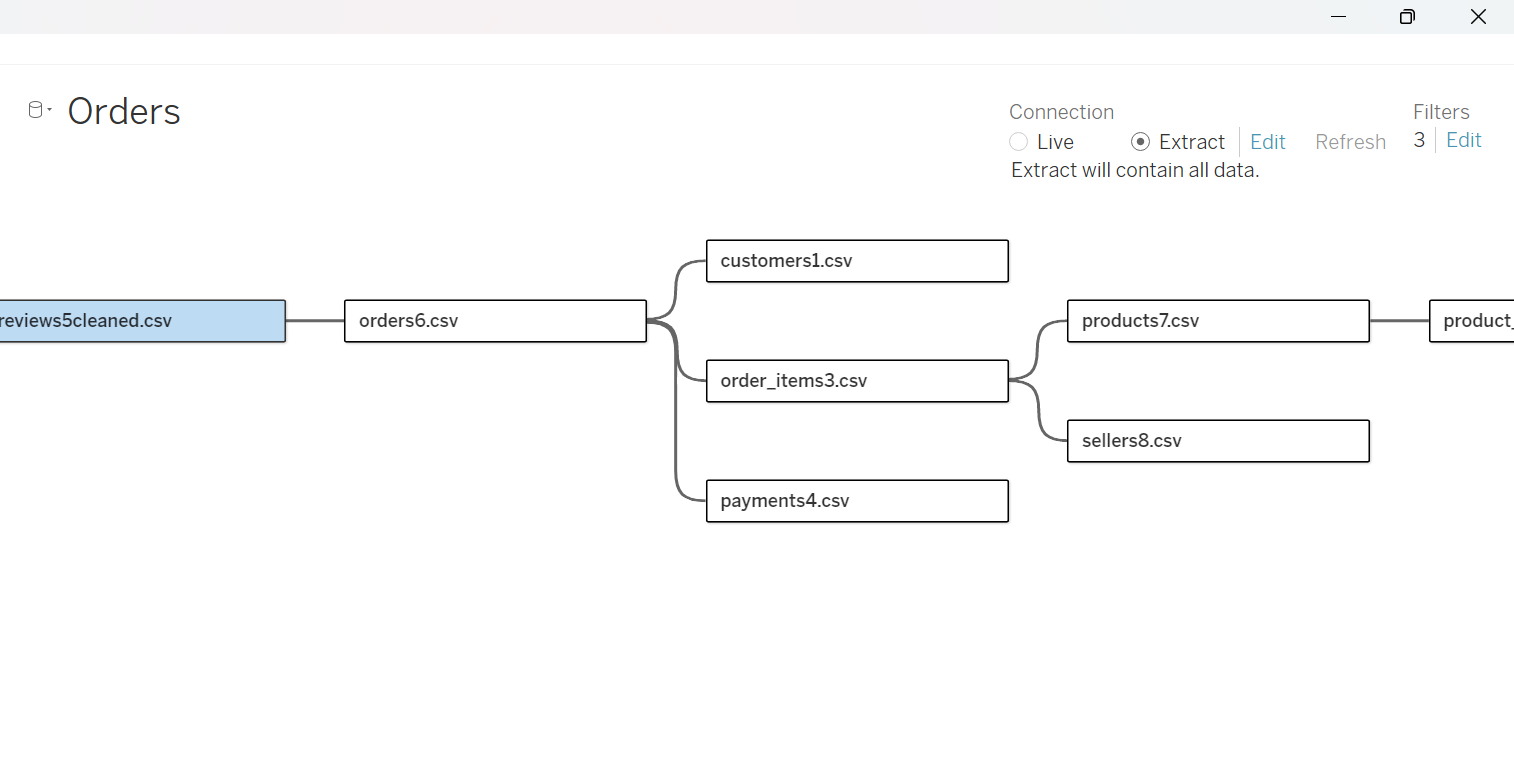 Orders
Connection
Filters
Live
Extract
Edit
Refresh
3
Edit
Extract will contain all data.
customers1.csv
reviews5cleaned.csv
orders6.csv
products7.csv
product_
order_items3.csv
sellers8.csv
payments4.csv